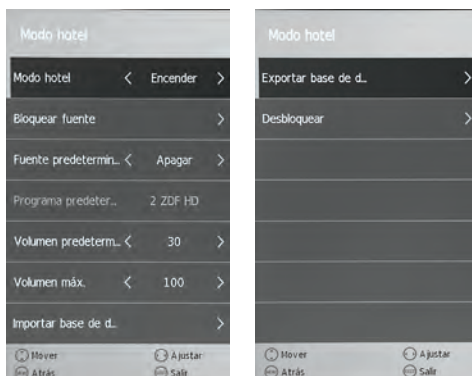 Modo hotel
Modo hotel < Encender >
Bloquear fuente >
Fuente predetermin.. < Apagar >
Programa predeter... 2 ZDF HD
Volumen predeterm.. < 30 >
Volumen máx. < 100 >
Importar base de d.. >
Mover Ajustar
Atrás Salir
Modo hotel
Exportar base de d.. >
Desbloquear >
Mover Ajustar
Atrás Salir